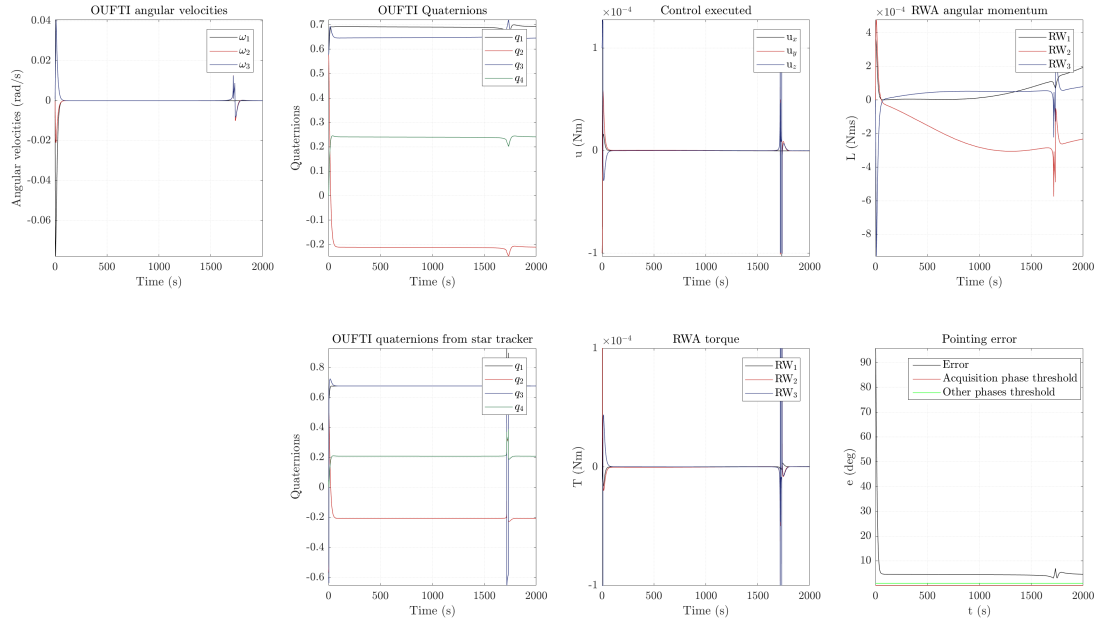 OUFTI angular velocities
0.04
0.02
0
-0.02
-0.04
-0.06
Angular velocities (rad/s)
ω1
ω2
ω3
0
500
1000
1500
2000
Time (s)
OUFTI Quaternions
0.7
0.6
0.5
0.4
0.3
0.2
0.1
0
-0.1
-0.2
Quaternions
q1
q2
q3
q4
0
500
1000
1500
2000
Time (s)
Control executed
×10⁻⁴
1
0
-1
u (Nm)
ux
uy
uz
0
500
1000
1500
2000
Time (s)
RWA angular momentum
×10⁻⁴
4
2
0
-2
-4
-6
-8
L (Nms)
RW1
RW2
RW3
0
500
1000
1500
2000
Time (s)
OUFTI quaternions from star tracker
0.8
0.6
0.4
0.2
0
-0.2
-0.4
-0.6
Quaternions
q1
q2
q3
q4
0
500
1000
1500
2000
Time (s)
RWA torque
×10⁻⁴
1
0
-1
T (Nm)
RW1
RW2
RW3
0
500
1000
1500
2000
Time (s)
Pointing error
90
80
70
60
50
40
30
20
10
e (deg)
Error
Acquisition phase threshold
Other phases threshold
0
500
1000
1500
2000
t (s)